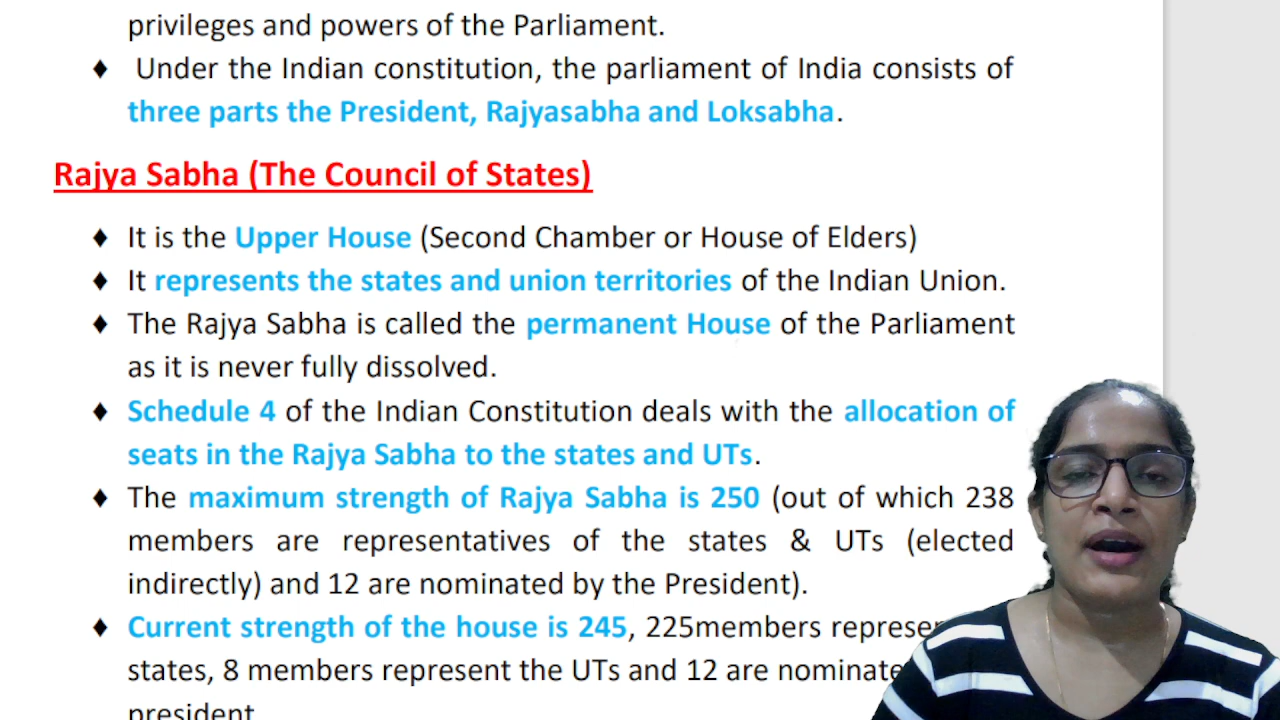 privileges and powers of the Parliament.
♦ Under the Indian constitution, the parliament of India consists of
three parts the President, Rajyasabha and Loksabha.
Rajya Sabha (The Council of States)
♦ It is the Upper House (Second Chamber or House of Elders)
♦ It represents the states and union territories of the Indian Union.
♦ The Rajya Sabha is called the permanent House of the Parliament
as it is never fully dissolved.
♦ Schedule 4 of the Indian Constitution deals with the allocation of
seats in the Rajya Sabha to the states and UTs.
♦ The maximum strength of Rajya Sabha is 250 (out of which 238
members are representatives of the states & UTs (elected
indirectly) and 12 are nominated by the President).
♦ Current strength of the house is 245, 225members
states, 8 members represent the UTs and 12 are
president